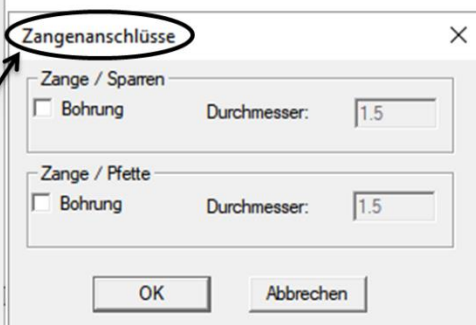 Zangenanschlüsse
Zange / Sparren
Bohrung Durchmesser: 1.5
Zange / Pfette
Bohrung Durchmesser: 1.5
OK Abbrechen